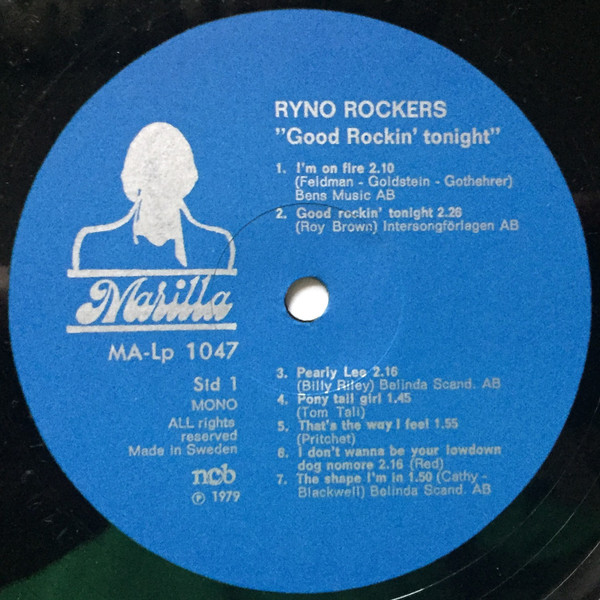 RYNO ROCKERS
"Good Rockin' tonight"
1. I'm on fire 2.10
(Feldman - Goldstein - Gothehrer)
Bens Music AB
2. Good rockin' tonight 2.28
(Roy Brown) Intersongförlagen AB
Marilla
MA-Lp 1047
Sid 1
MONO
ALL rights
reserved
Made in Sweden
ncb
℗ 1979
3. Pearly Lee 2.16
(Billy Riley) Belinda Scand. AB
4. Pony tail girl 1.45
(Tom Tall)
5. That's the way I feel 1.55
(Pritchet)
6. I don't wanna be your lowdown
dog nomore 2.16 (Red)
7. The shape I'm in 1.50 (Cathy -
Blackwell) Belinda Scand. AB